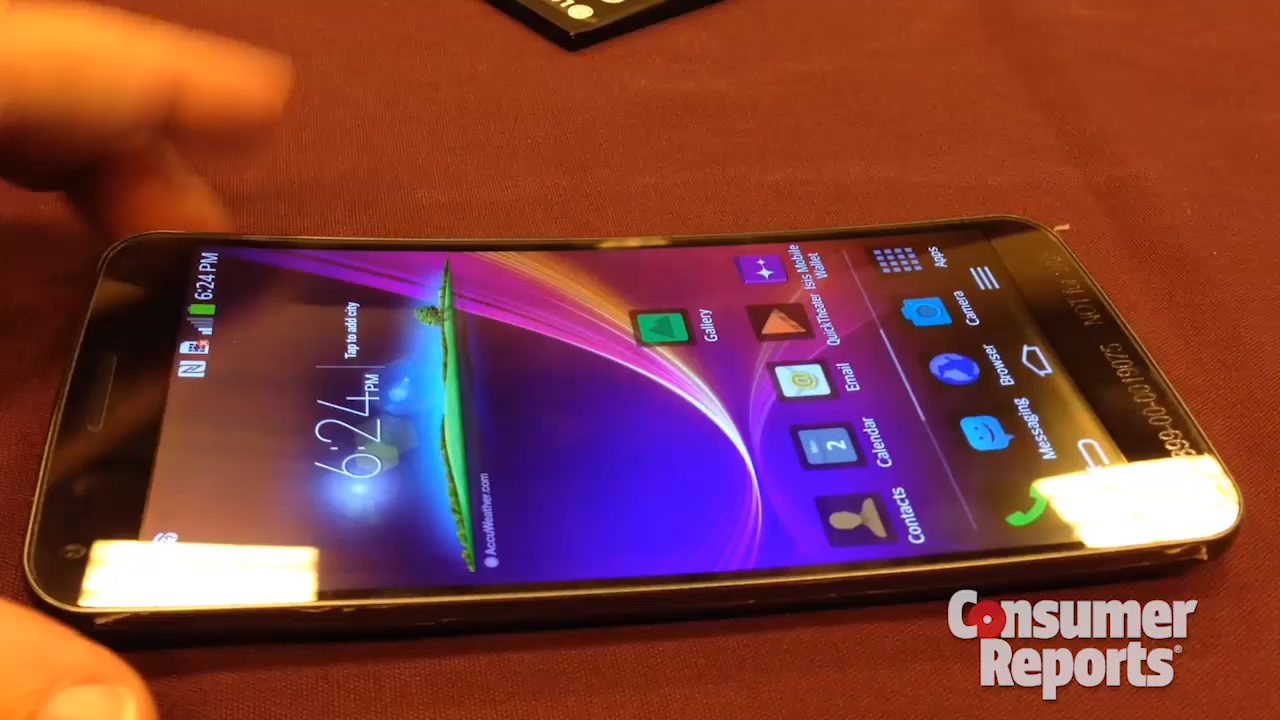 6:24 PM
6:24 PM
Tap to add city
AccuWeather.com
Gallery
Isis Mobile
Wallet
QuickTheater
Email
Mon
2
Calendar
Contacts
Apps
Camera
Browser
Messaging
Consumer
Reports®